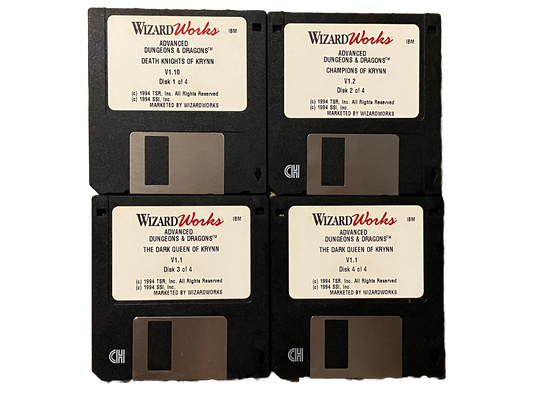 WIZARDWorks IBM
ADVANCED
DUNGEONS & DRAGONS™
DEATH KNIGHTS OF KRYNN
V1.10
Disk 1 of 4
(c) 1994 TSR, Inc. All Rights Reserved
(c) 1994 SSI, Inc.
MARKETED BY WIZARDWORKS
WIZARDWorks IBM
ADVANCED
DUNGEONS & DRAGONS™
CHAMPIONS OF KRYNN
V1.2
Disk 2 of 4
(c) 1994 TSR, Inc. All Rights Reserved
(c) 1994 SSI, Inc.
MARKETED BY WIZARDWORKS
WIZARDWorks IBM
ADVANCED
DUNGEONS & DRAGONS™
THE DARK QUEEN OF KRYNN
V1.1
Disk 3 of 4
(c) 1994 TSR, Inc. All Rights Reserved
(c) 1994 SSI, Inc.
MARKETED BY WIZARDWORKS
WIZARDWorks IBM
ADVANCED
DUNGEONS & DRAGONS™
THE DARK QUEEN OF KRYNN
V1.1
Disk 4 of 4
(c) 1994 TSR, Inc. All Rights Reserved
(c) 1994 SSI, Inc.
MARKETED BY WIZARDWORKS